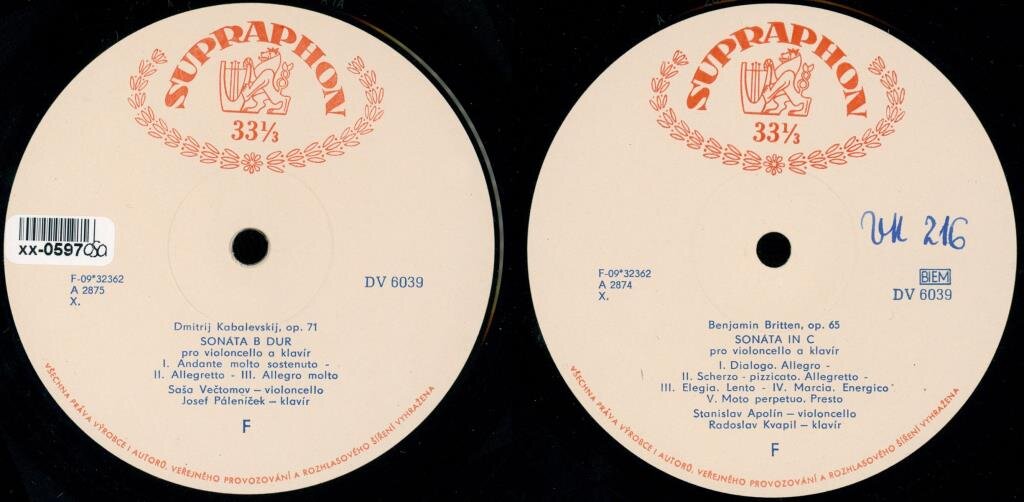 SUPRAPHON
33⅓
xx-0597
F-09*32362
A 2875
X.
DV 6039
Dmitrij Kabalevskij, op. 71
SONÁTA B DUR
pro violoncello a klavír
I. Andante molto sostenuto -
II. Allegretto - III. Allegro molto
Saša Večtomov – violoncello
Josef Páleníček – klavír
F
VŠECHNA PRÁVA VÝROBCE I AUTORŮ, VEŘEJNÉHO PROVOZOVÁNÍ A ROZHLASOVÉHO ŠÍŘENÍ VYHRAŽENA
SUPRAPHON
33⅓
VK 216
F-09*32362
A 2874
X.
BIEM
DV 6039
Benjamin Britten, op. 65
SONÁTA IN C
pro violoncello a klavír
I. Dialogo. Allegro -
II. Scherzo - pizzicato. Allegretto -
III. Elegia. Lento - IV. Marcia. Energico
V. Moto perpetuo. Presto
Stanislav Apolín – violoncello
Radoslav Kvapil – klavír
F
VŠECHNA PRÁVA VÝROBCE I AUTORŮ, VEŘEJNÉHO PROVOZOVÁNÍ A ROZHLASOVÉHO ŠÍŘENÍ VYHRAŽENA